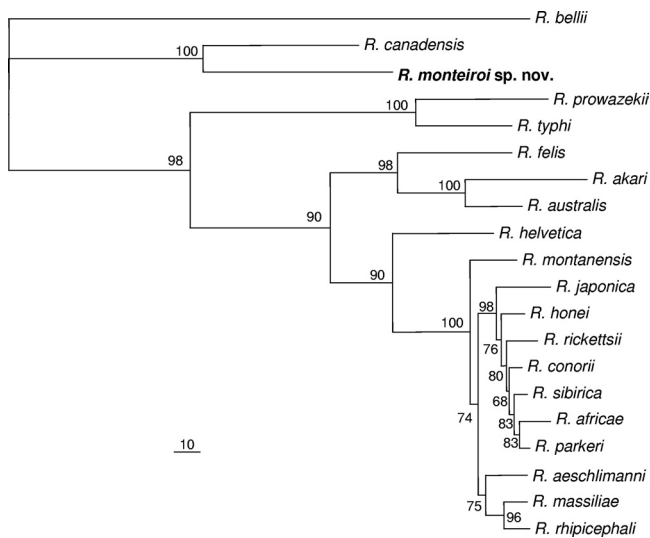 R. bellii
R. canadensis
100
R. monteiroi sp. nov.
R. prowazekii
100
R. typhi
R. felis
98
98
R. akari
100
R. australis
90
R. helvetica
R. montanensis
90
R. japonica
98
R. honei
100
R. rickettsii
76
R. conorii
80
R. sibirica
68
R. africae
74
83
R. parkeri
83
10
R. aeschlimanni
R. massiliae
75
96
R. rhipicephali